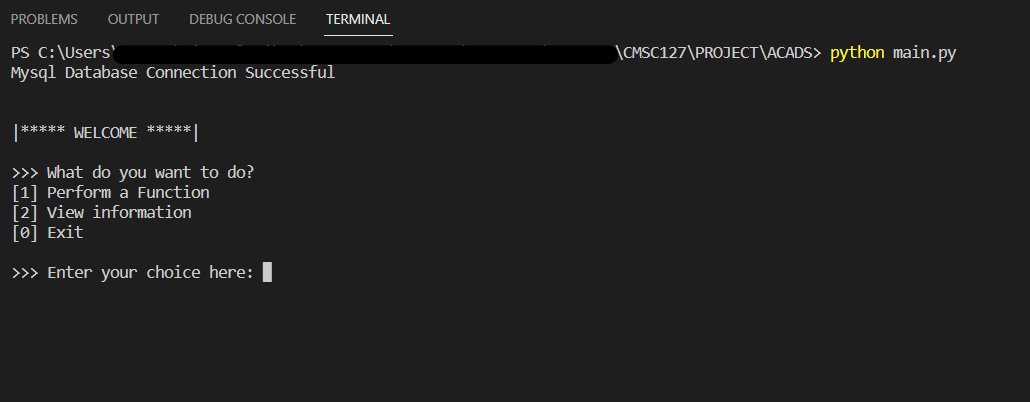 PROBLEMS OUTPUT DEBUG CONSOLE TERMINAL
PS C:\Users\ \CMSC127\PROJECT\ACADS> python main.py
Mysql Database Connection Successful
|***** WELCOME *****|
>>> What do you want to do?
[1] Perform a Function
[2] View information
[0] Exit
>>> Enter your choice here: